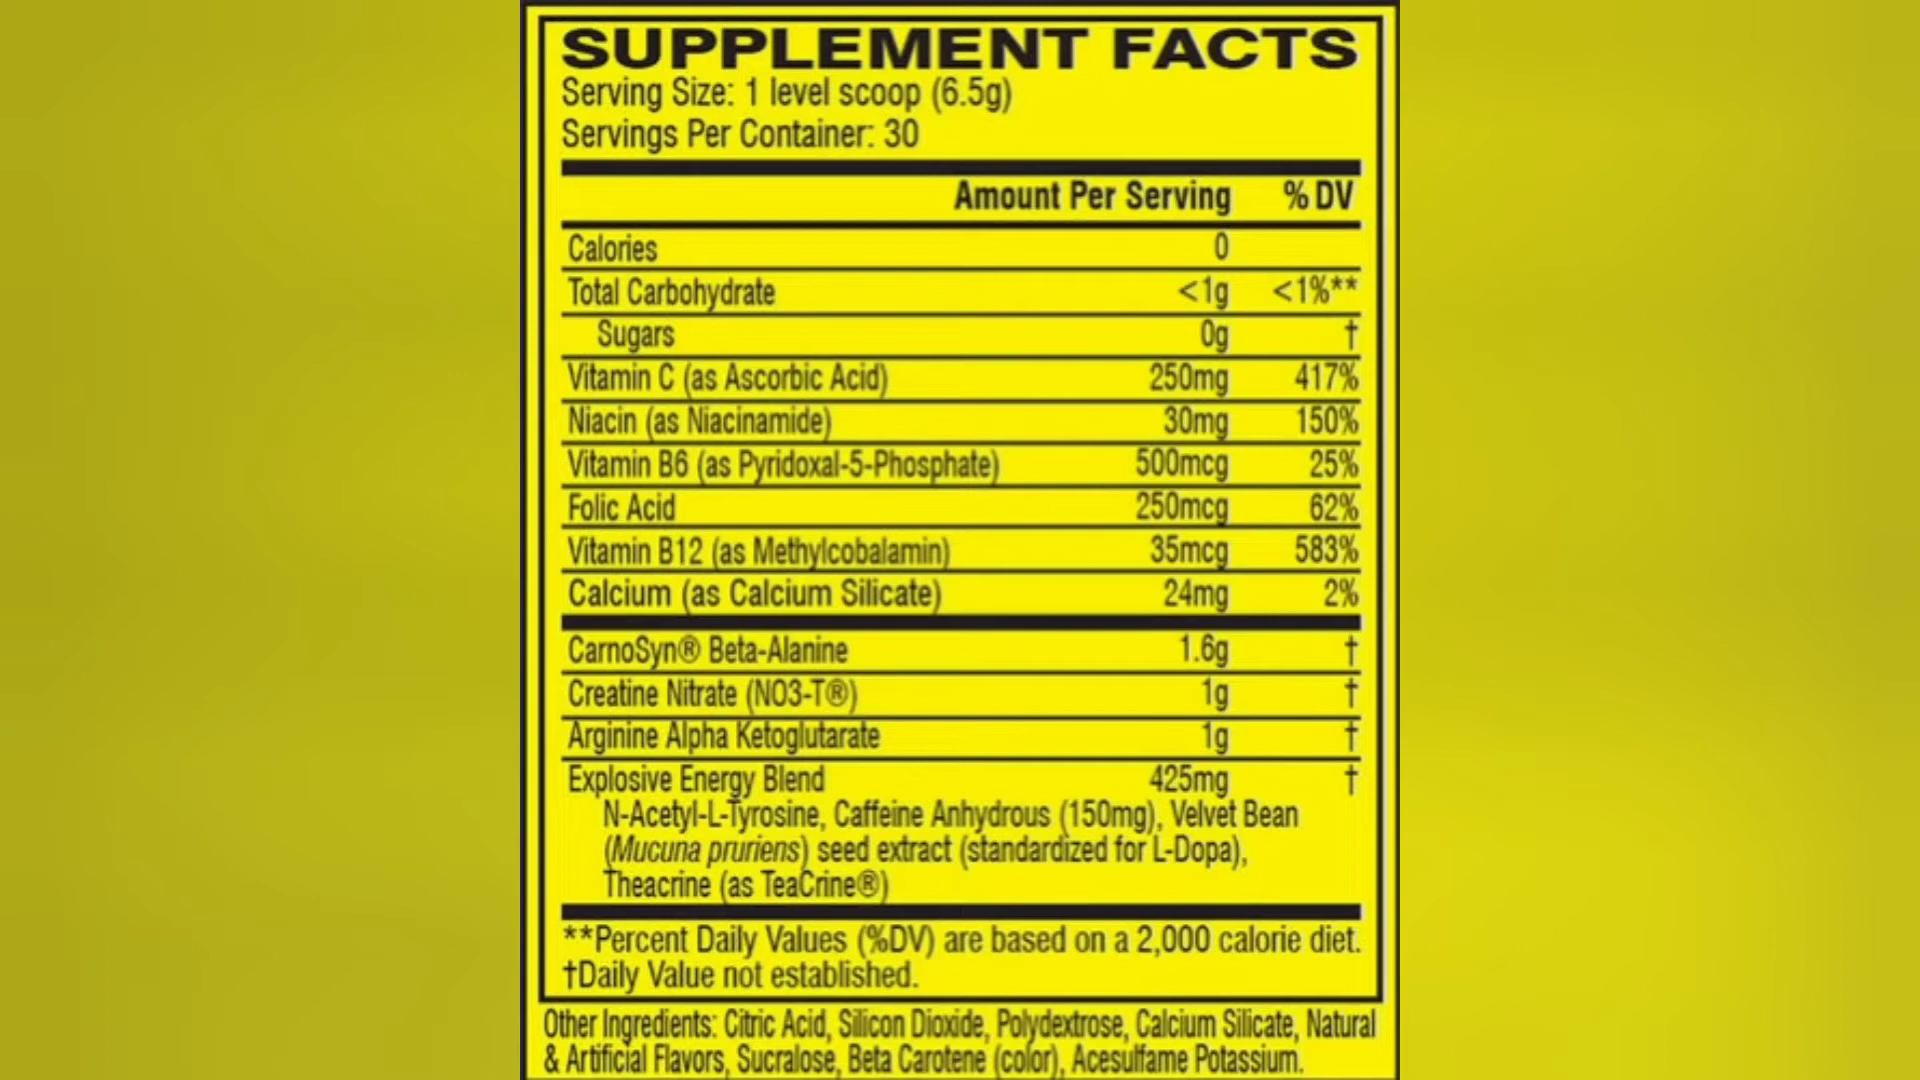 SUPPLEMENT FACTS
Serving Size: 1 level scoop (6.5g)
Servings Per Container: 30
Amount Per Serving % DV
Calories 0
Total Carbohydrate <1g <1%**
Sugars 0g †
Vitamin C (as Ascorbic Acid) 250mg 417%
Niacin (as Niacinamide) 30mg 150%
Vitamin B6 (as Pyridoxal-5-Phosphate) 500mcg 25%
Folic Acid 250mcg 62%
Vitamin B12 (as Methylcobalamin) 35mcg 583%
Calcium (as Calcium Silicate) 24mg 2%
CarnoSyn® Beta-Alanine 1.6g †
Creatine Nitrate (NO3-T®) 1g †
Arginine Alpha Ketoglutarate 1g †
Explosive Energy Blend 425mg †
N-Acetyl-L-Tyrosine, Caffeine Anhydrous (150mg), Velvet Bean
(Mucuna pruriens) seed extract (standardized for L-Dopa),
Theacrine (as TeaCrine®)
**Percent Daily Values (%DV) are based on a 2,000 calorie diet.
†Daily Value not established.
Other Ingredients: Citric Acid, Silicon Dioxide, Polydextrose, Calcium Silicate, Natural
& Artificial Flavors, Sucralose, Beta Carotene (color), Acesulfame Potassium.